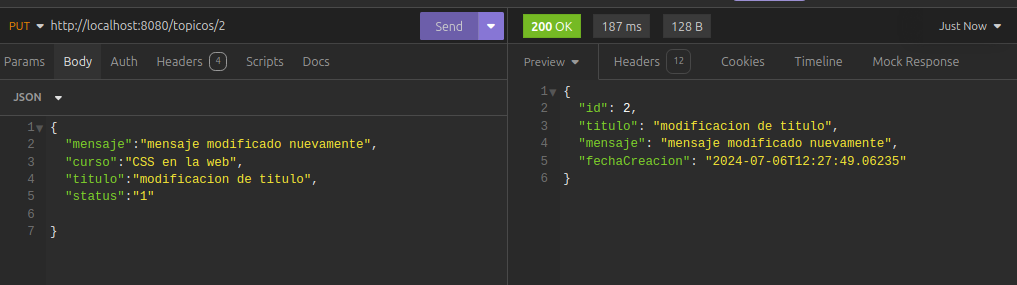 PUT http://localhost:8080/topicos/2 Send
Params Body Auth Headers 4 Scripts Docs
JSON
1 {
2 "mensaje":"mensaje modificado nuevamente",
3 "curso":"CSS en la web",
4 "titulo":"modificacion de titulo",
5 "status":"1"
6
7 }
200 OK 187 ms 128 B Just Now
Preview Headers 12 Cookies Timeline Mock Response
1 {
2 "id": 2,
3 "titulo": "modificacion de titulo",
4 "mensaje": "mensaje modificado nuevamente",
5 "fechaCreacion": "2024-07-06T12:27:49.06235"
6 }